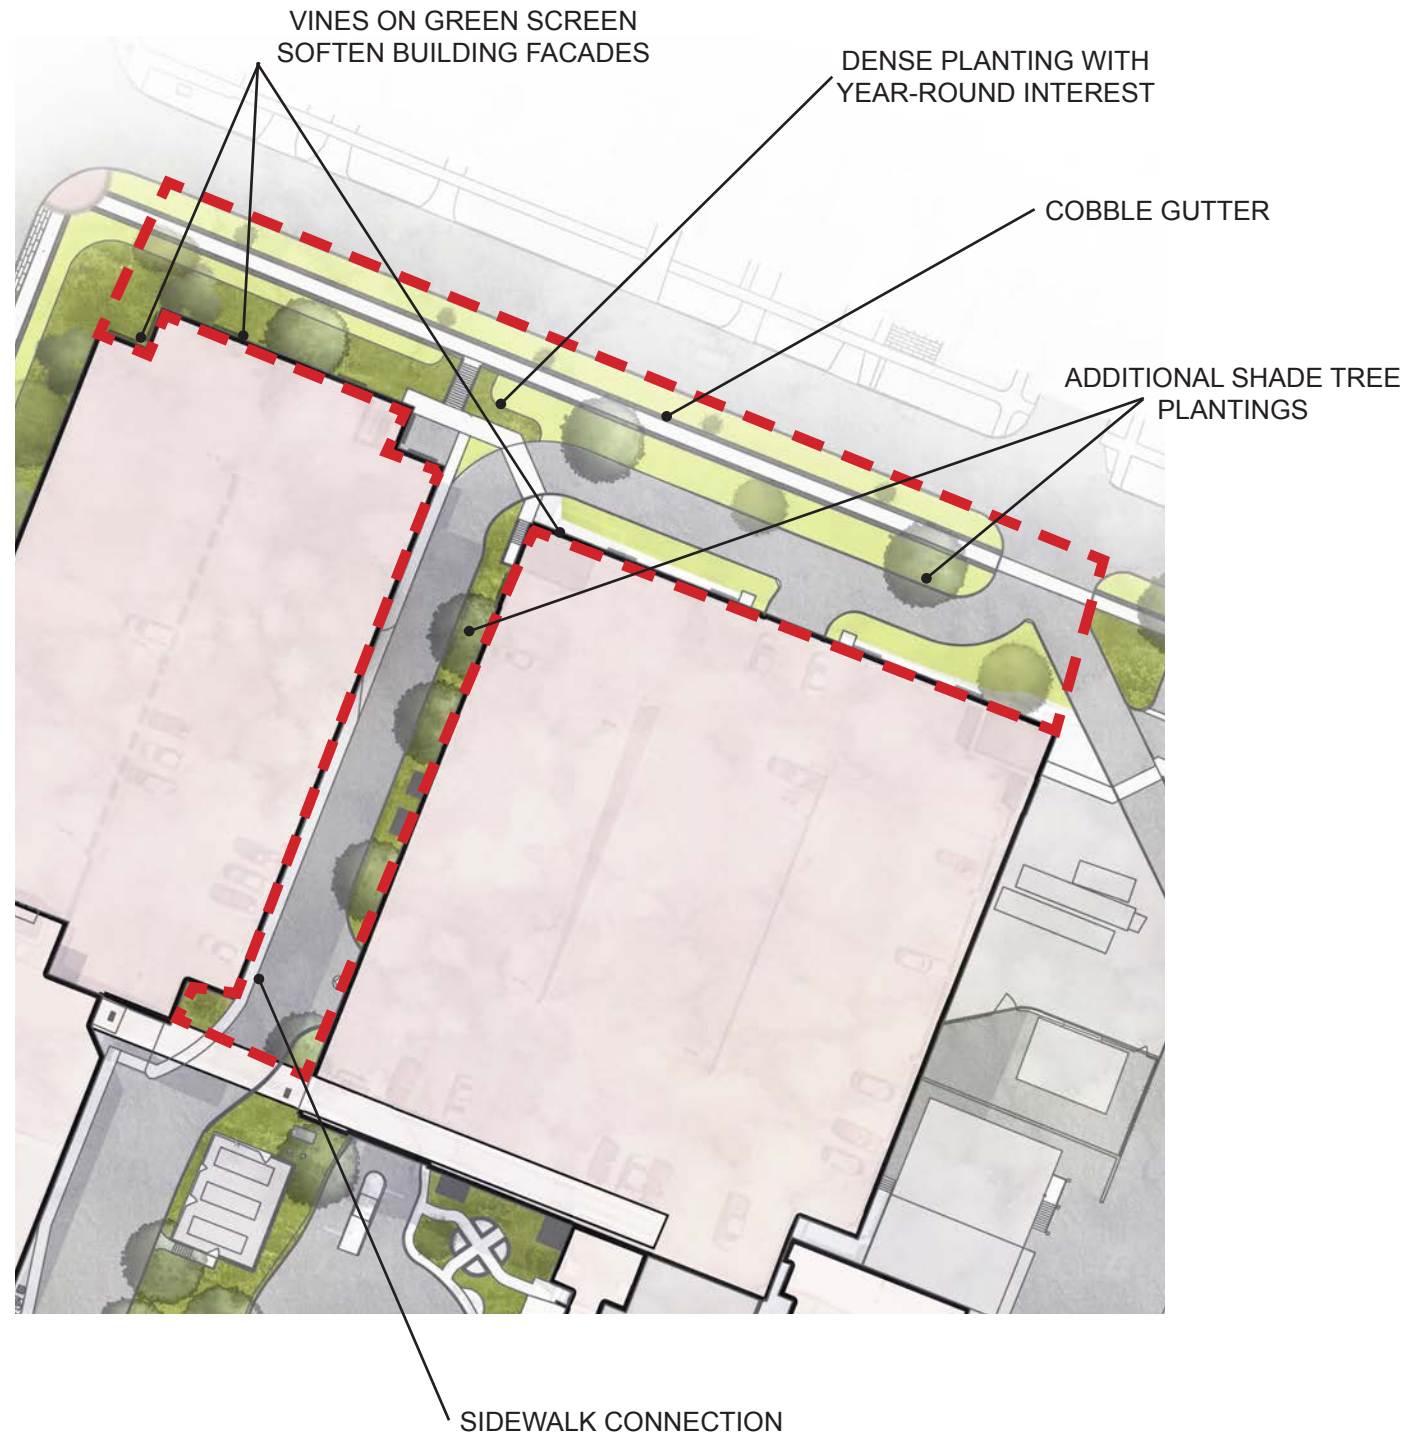 VINES ON GREEN SCREEN
SOFTEN BUILDING FACADES
DENSE PLANTING WITH
YEAR-ROUND INTEREST
COBBLE GUTTER
ADDITIONAL SHADE TREE
PLANTINGS
SIDEWALK CONNECTION